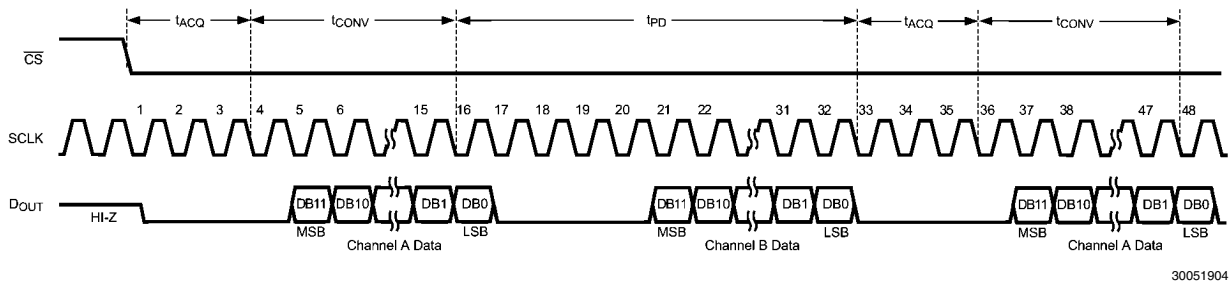 tACQ tCONV tPD tACQ tCONV
CS
1 2 3 4 5 6 15 16 17 18 19 20 21 22 31 32 33 34 35 36 37 38 47 48
SCLK
DOUT
HI-Z
DB11 DB10 DB1 DB0 DB11 DB10 DB1 DB0 DB11 DB10 DB1 DB0
MSB LSB MSB LSB MSB LSB
Channel A Data Channel B Data Channel A Data
30051904